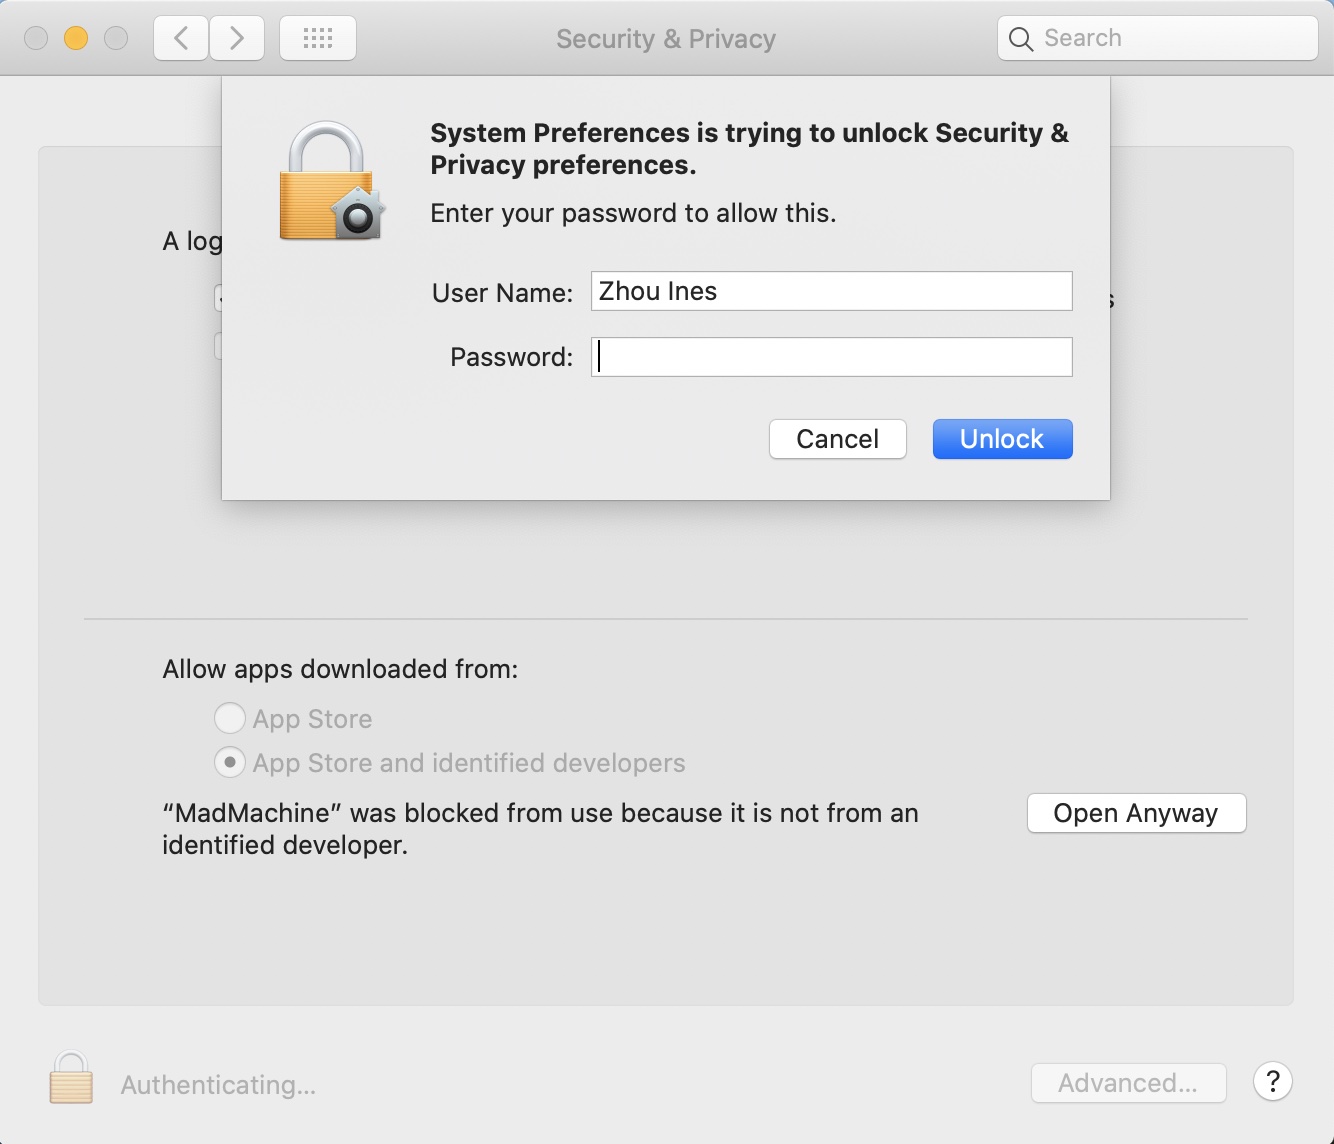 Security & Privacy
Search
System Preferences is trying to unlock Security &
Privacy preferences.
Enter your password to allow this.
A log
User Name: Zhou Ines
Password:
Cancel
Unlock
Allow apps downloaded from:
App Store
App Store and identified developers
“MadMachine” was blocked from use because it is not from an
identified developer.
Open Anyway
Authenticating...
Advanced...
?